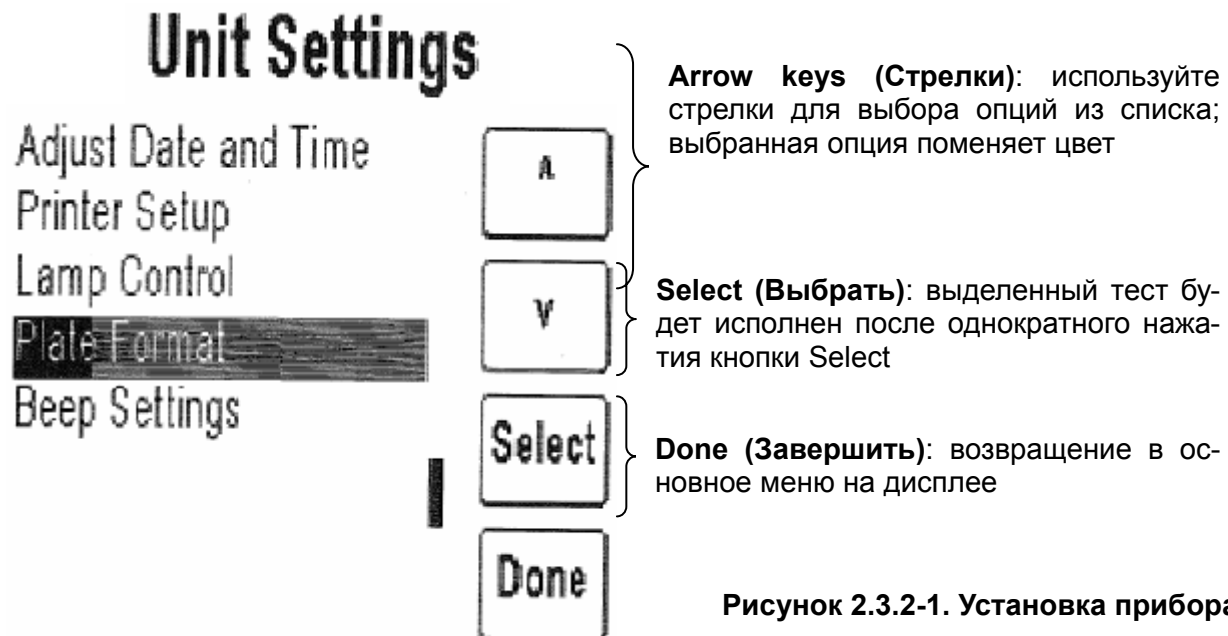 Unit Settings
Adjust Date and Time
Printer Setup
Lamp Control
Plate Format
Beep Settings
Λ
V
Select
Done
Arrow keys (Стрелки): используйте
стрелки для выбора опций из списка;
выбранная опция поменяет цвет
Select (Выбрать): выделенный тест бу-
дет исполнен после однократного нажа-
тия кнопки Select
Done (Завершить): возвращение в ос-
новное меню на дисплее
Рисунок 2.3.2-1. Установка прибора